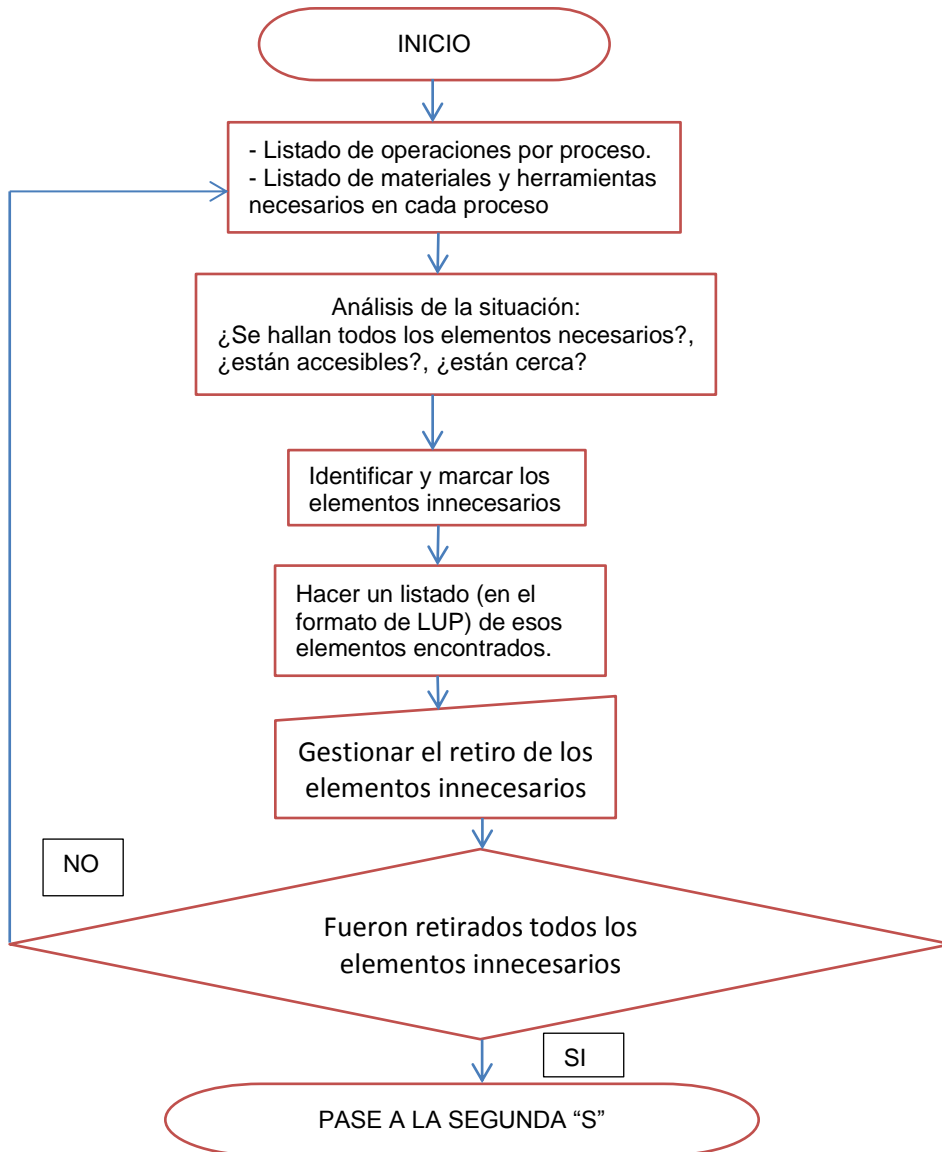 INICIO
- Listado de operaciones por proceso.
- Listado de materiales y herramientas
necesarios en cada proceso
Análisis de la situación:
¿Se hallan todos los elementos necesarios?,
¿están accesibles?, ¿están cerca?
Identificar y marcar los
elementos innecesarios
Hacer un listado (en el
formato de LUP) de esos
elementos encontrados.
Gestionar el retiro de los
elementos innecesarios
NO
Fueron retirados todos los
elementos innecesarios
SI
PASE A LA SEGUNDA “S”